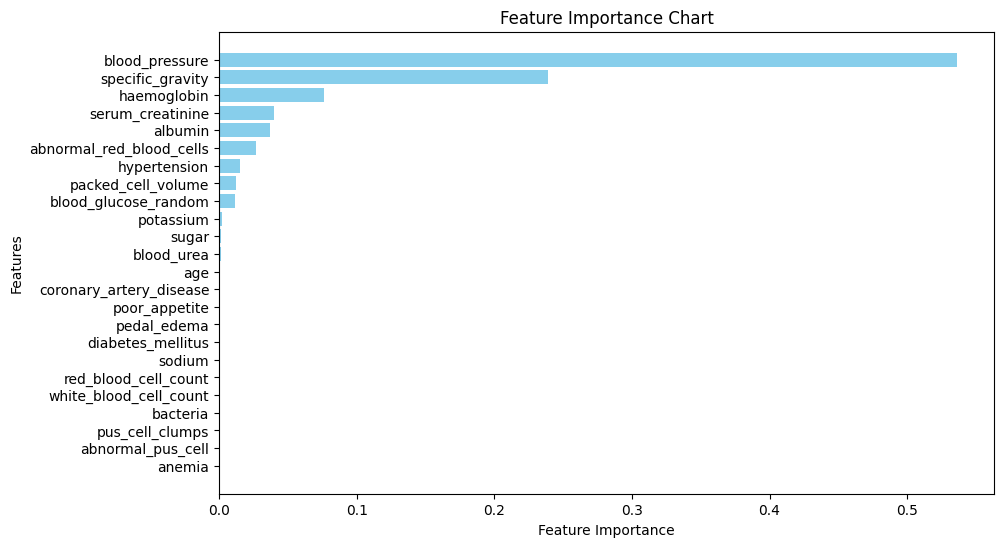 Feature Importance Chart
blood_pressure
specific_gravity
haemoglobin
serum_creatinine
albumin
abnormal_red_blood_cells
hypertension
packed_cell_volume
blood_glucose_random
potassium
sugar
blood_urea
age
coronary_artery_disease
poor_appetite
pedal_edema
diabetes_mellitus
sodium
red_blood_cell_count
white_blood_cell_count
bacteria
pus_cell_clumps
abnormal_pus_cell
anemia
Features
0.0 0.1 0.2 0.3 0.4 0.5
Feature Importance